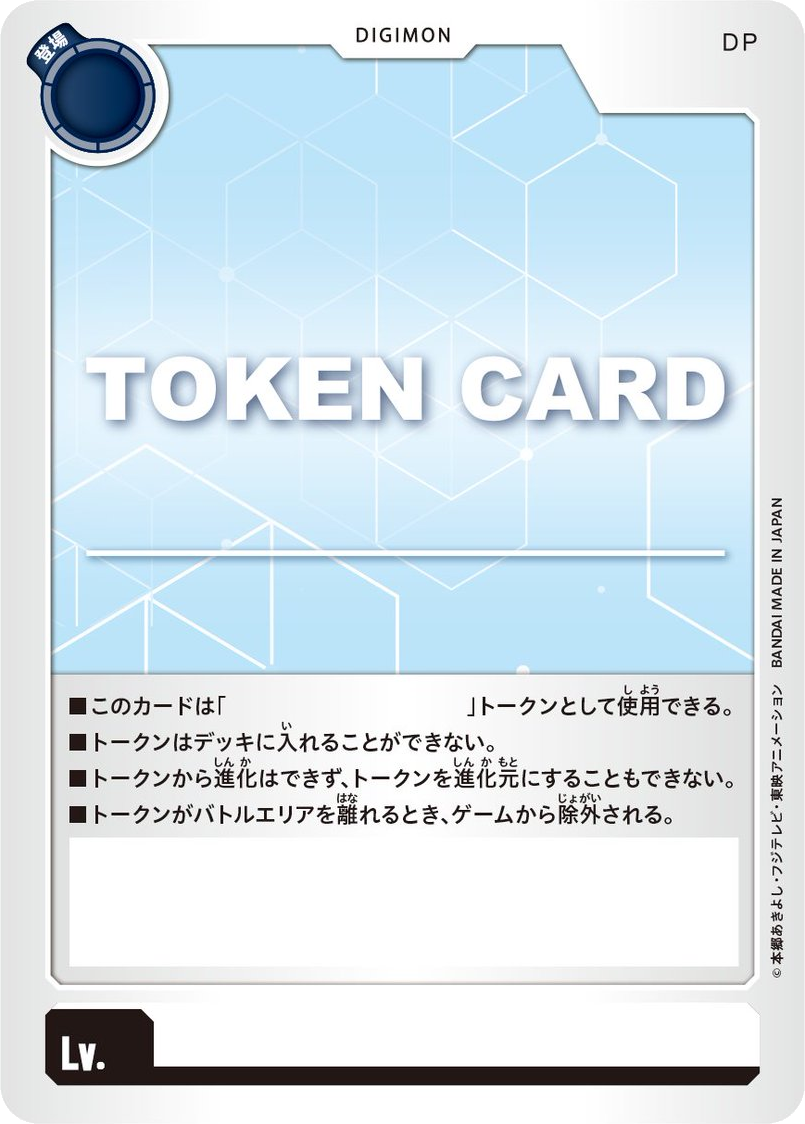 登場
DIGIMON
DP
TOKEN CARD
■このカードは「　　　　　　　　　　」トークンとして使用できる。
■トークンはデッキに入れることができない。
■トークンから進化はできず、トークンを進化元にすることもできない。
■トークンがバトルエリアを離れるとき、ゲームから除外される。
Lv.
©本郷あきよし・フジテレビ・東映アニメーション　BANDAI MADE IN JAPAN